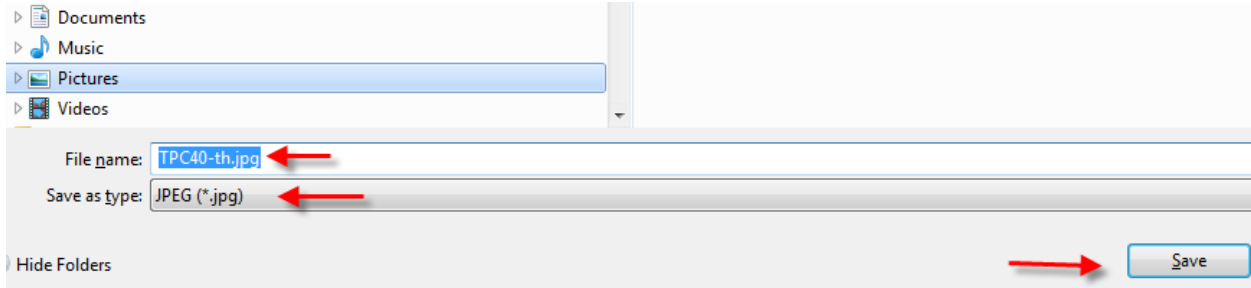 Documents
Music
Pictures
Videos
File name: TPC40-th.jpg
Save as type: JPEG (*.jpg)
Hide Folders
Save